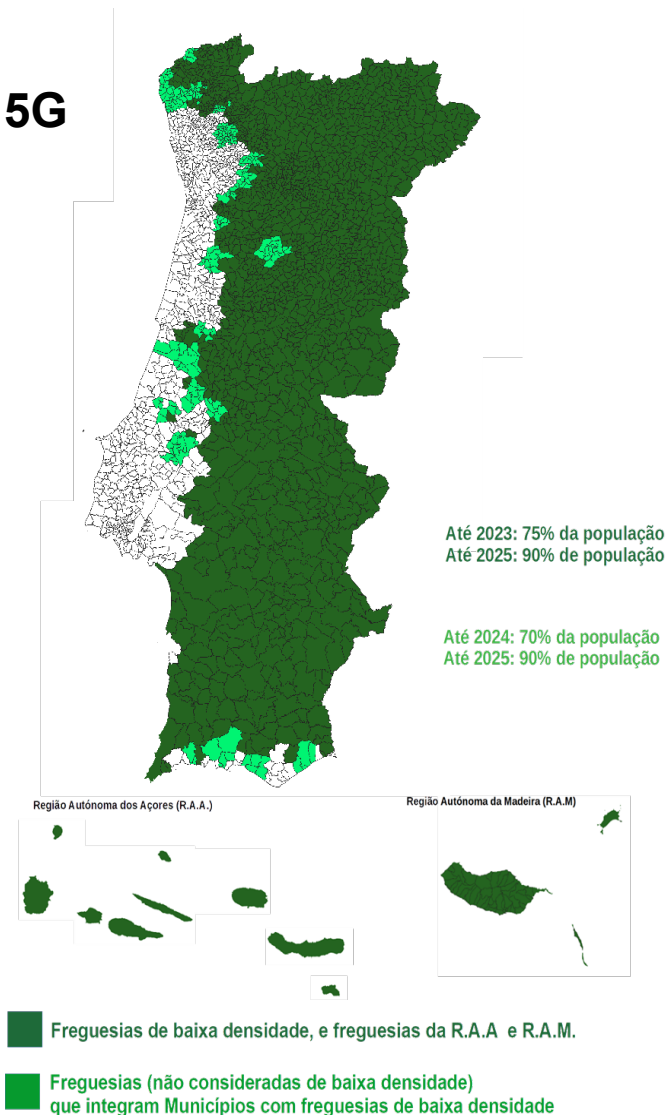 5G
Até 2023: 75% da população
Até 2025: 90% de população
Até 2024: 70% da população
Até 2025: 90% de população
Região Autónoma dos Açores (R.A.A.)
Região Autónoma da Madeira (R.A.M)
Freguesias de baixa densidade, e freguesias da R.A.A e R.A.M.
Freguesias (não consideradas de baixa densidade)
que integram Municípios com freguesias de baixa densidade